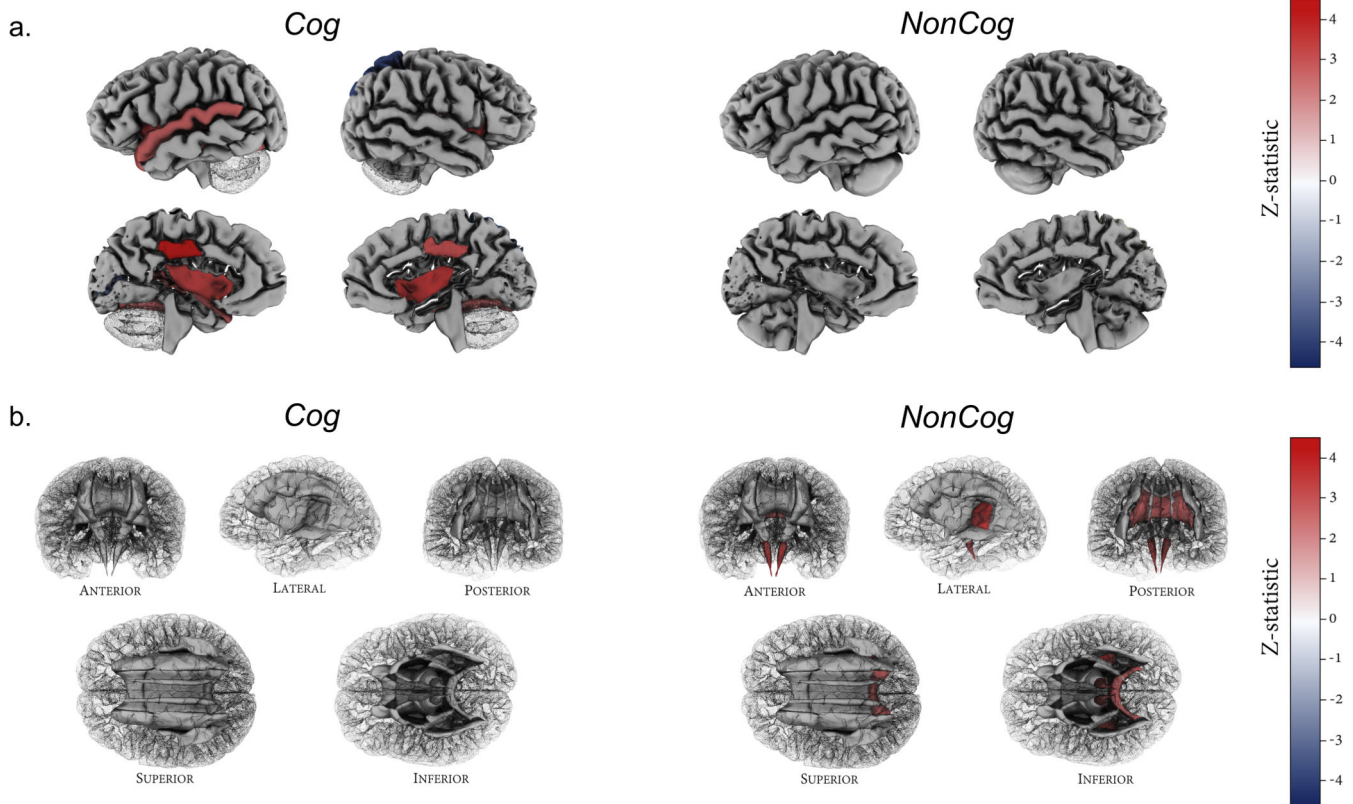 a.
Cog
NonCog
4
3
2
1
0
-1
-2
-3
-4
Z-statistic
b.
Cog
NonCog
ANTERIOR
LATERAL
POSTERIOR
ANTERIOR
LATERAL
POSTERIOR
SUPERIOR
INFERIOR
SUPERIOR
INFERIOR
4
3
2
1
0
-1
-2
-3
-4
Z-statistic